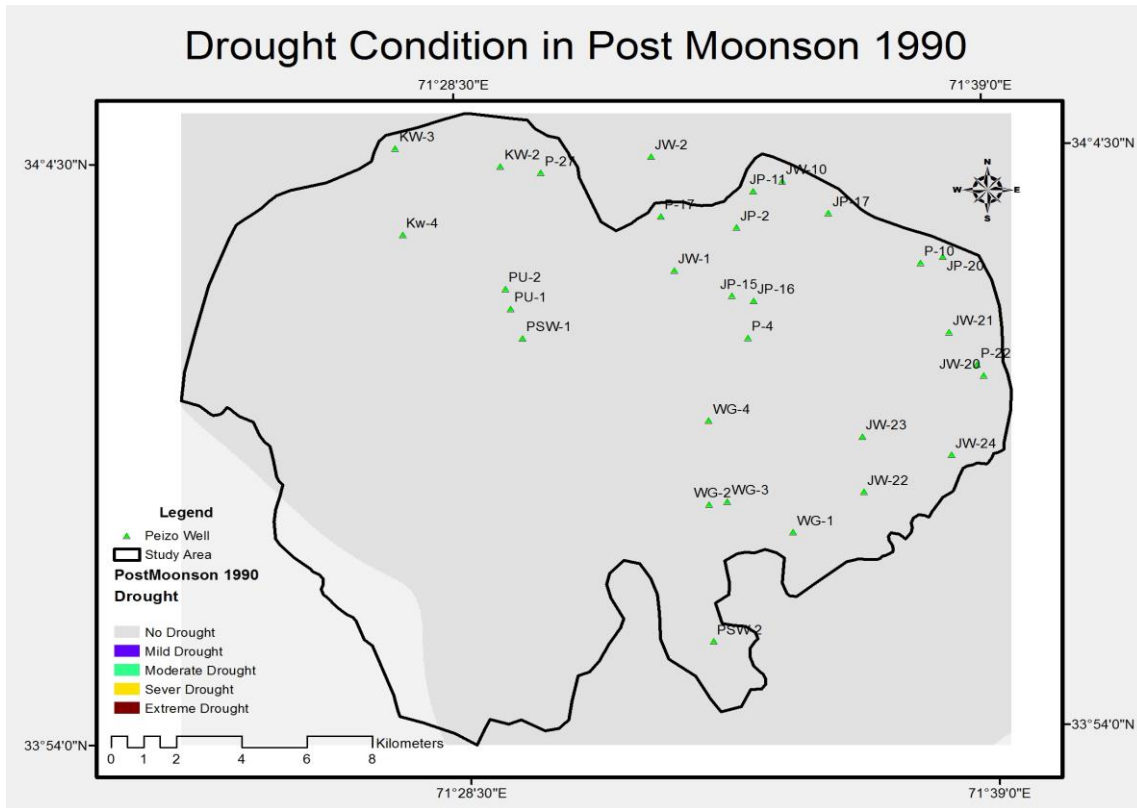 Drought Condition in Post Moonson 1990
71°28'30"E
71°39'0"E
34°4'30"N
34°4'30"N
KW-3
JW-2
KW-2
P-27
JW-10
JP-11
N
W
E
S
P-17
JP-17
JP-2
Kw-4
P-10
JP-20
JW-1
PU-2
JP-15
JP-16
PU-1
PSW-1
P-4
JW-21
P-22
JW-20
WG-4
JW-23
JW-24
JW-22
WG-2
WG-3
WG-1
PSW-2
Legend
Peizo Well
Study Area
PostMoonson 1990
Drought
No Drought
Mild Drought
Moderate Drought
Sever Drought
Extreme Drought
Kilometers
0 1 2 4 6 8
33°54'0"N
33°54'0"N
71°28'30"E
71°39'0"E